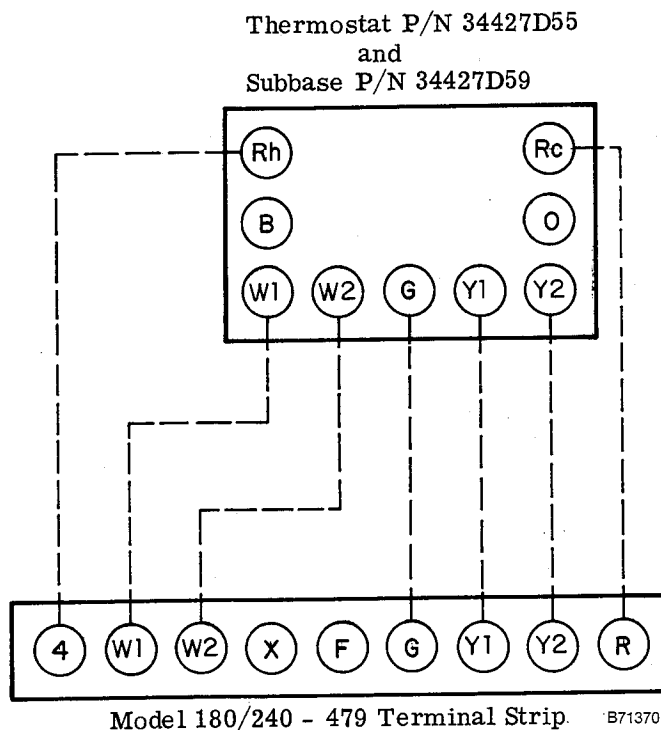 Thermostat P/N 34427D55
and
Subbase P/N 34427D59
Rh Rc
B O
W1 W2 G Y1 Y2
4 W1 W2 X F G Y1 Y2 R
Model 180/240 - 479 Terminal Strip. B71370